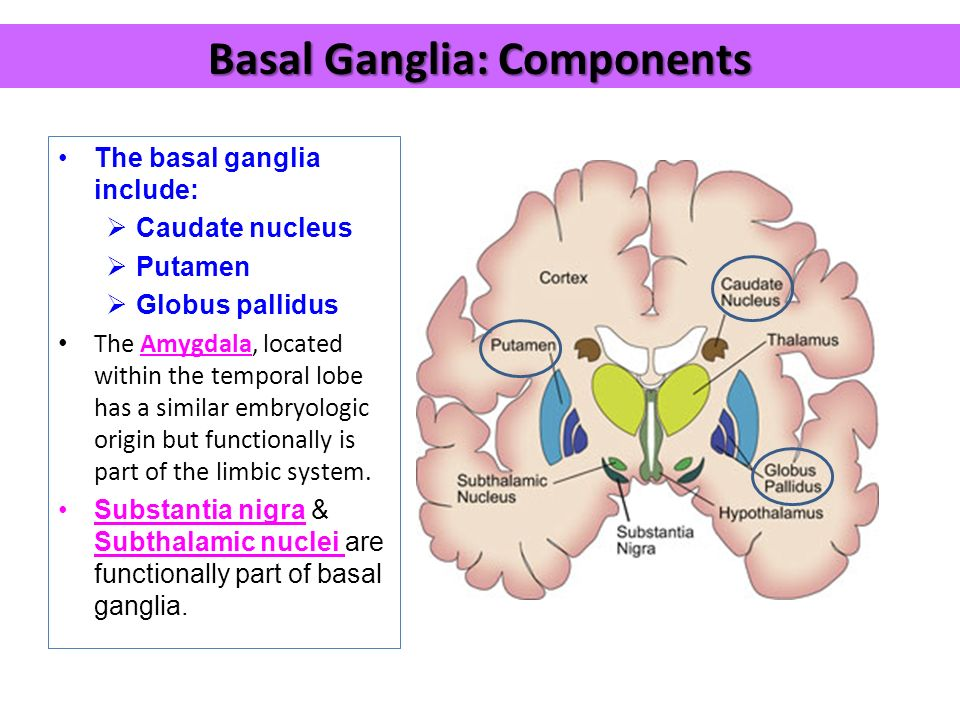 Basal Ganglia: Components
• The basal ganglia
include:
➢ Caudate nucleus
➢ Putamen
➢ Globus pallidus
• The Amygdala, located
within the temporal lobe
has a similar embryologic
origin but functionally is
part of the limbic system.
• Substantia nigra &
Subthalamic nuclei are
functionally part of basal
ganglia.
Cortex
Caudate
Nucleus
Putamen
Thalamus
Subthalamic
Nucleus
Globus
Pallidus
Hypothalamus
Substantia
Nigra